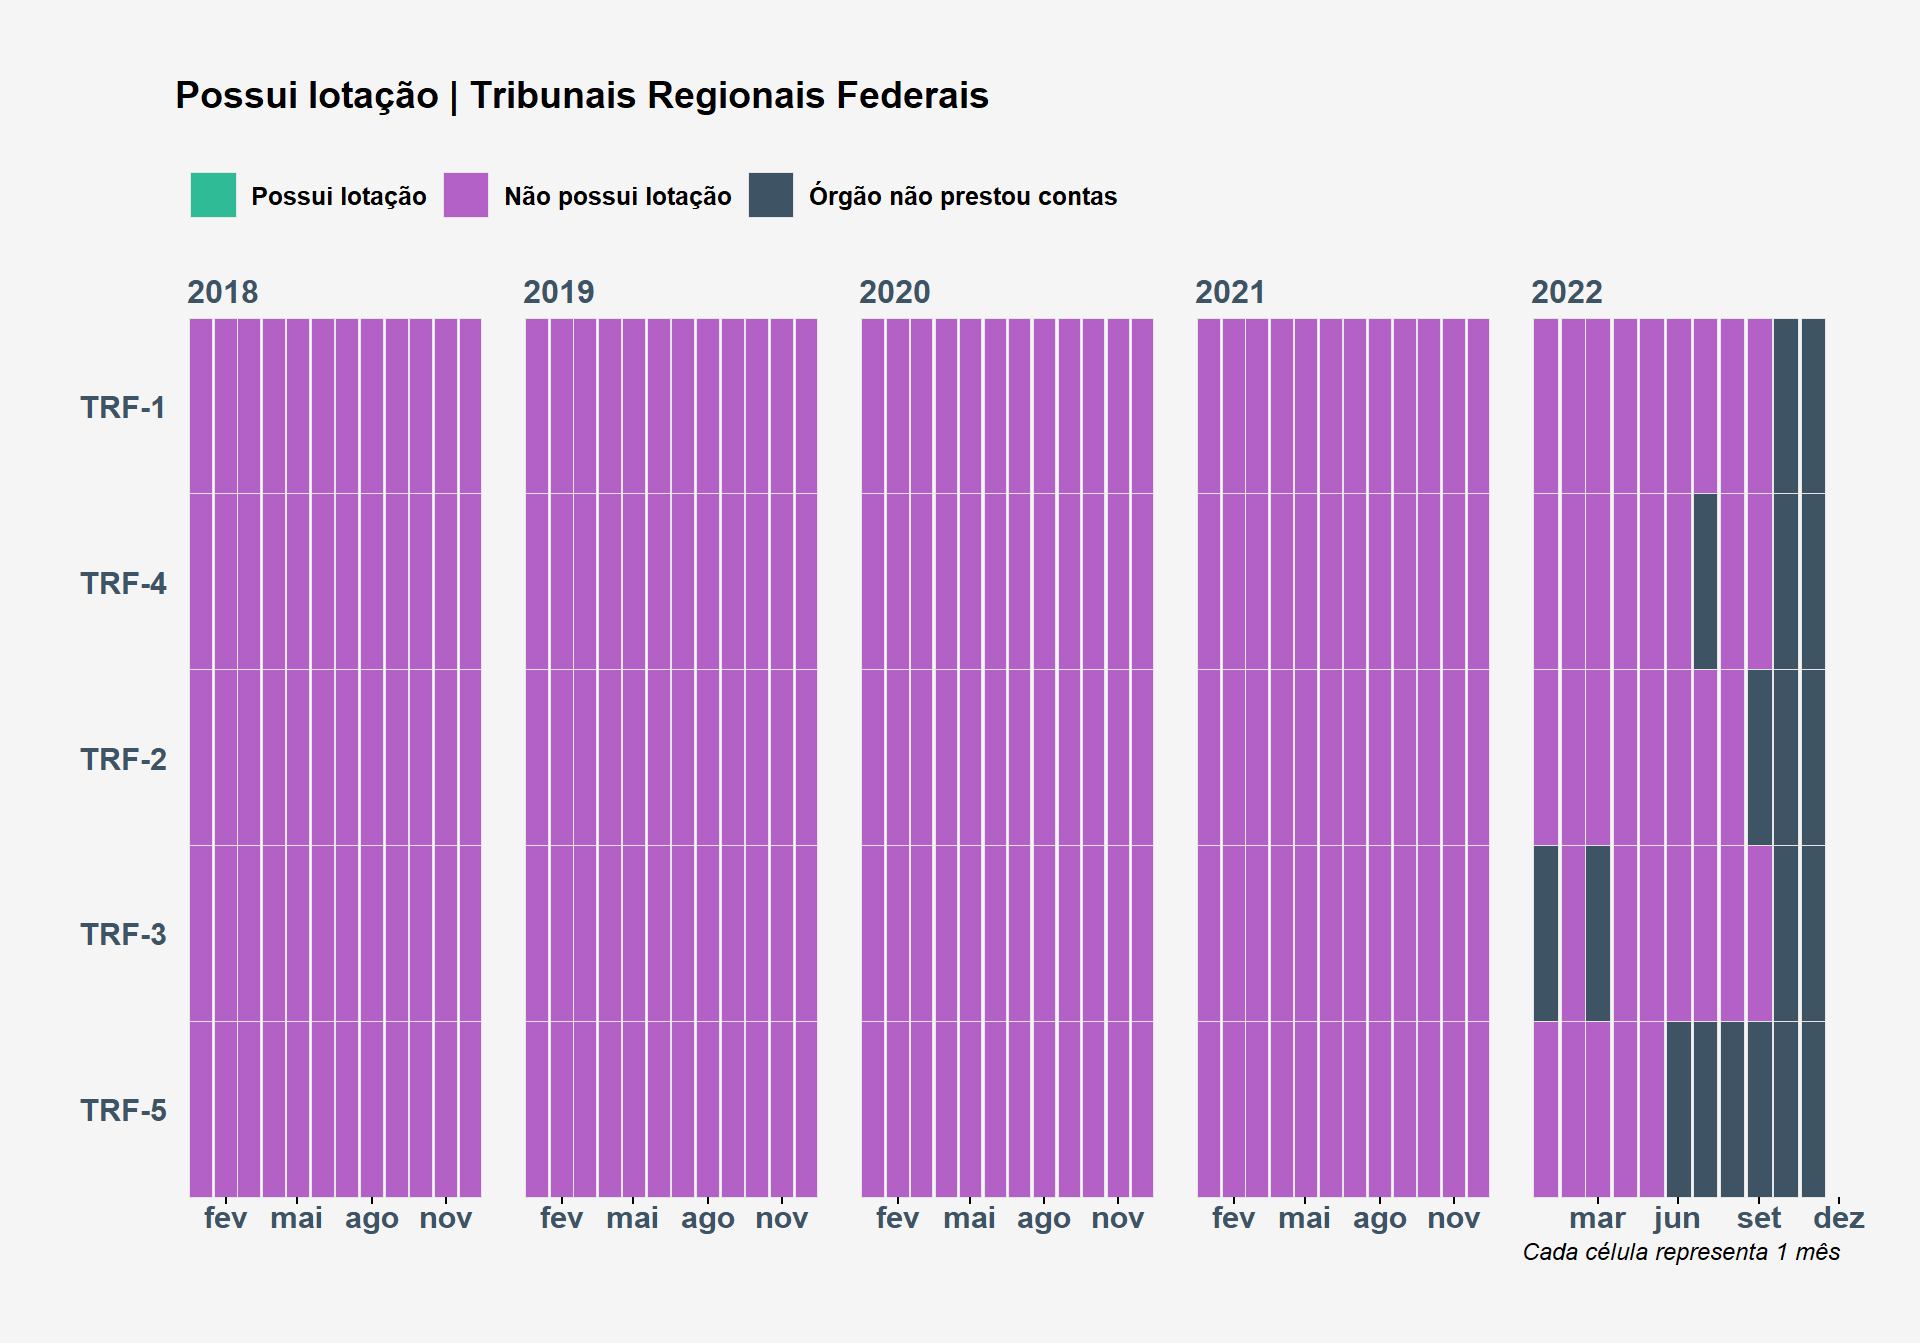 Possui lotação | Tribunais Regionais Federais
Possui lotação Não possui lotação Órgão não prestou contas
2018 2019 2020 2021 2022
TRF-1
TRF-4
TRF-2
TRF-3
TRF-5
fev mai ago nov fev mai ago nov fev mai ago nov fev mai ago nov mar jun set dez
Cada célula representa 1 mês